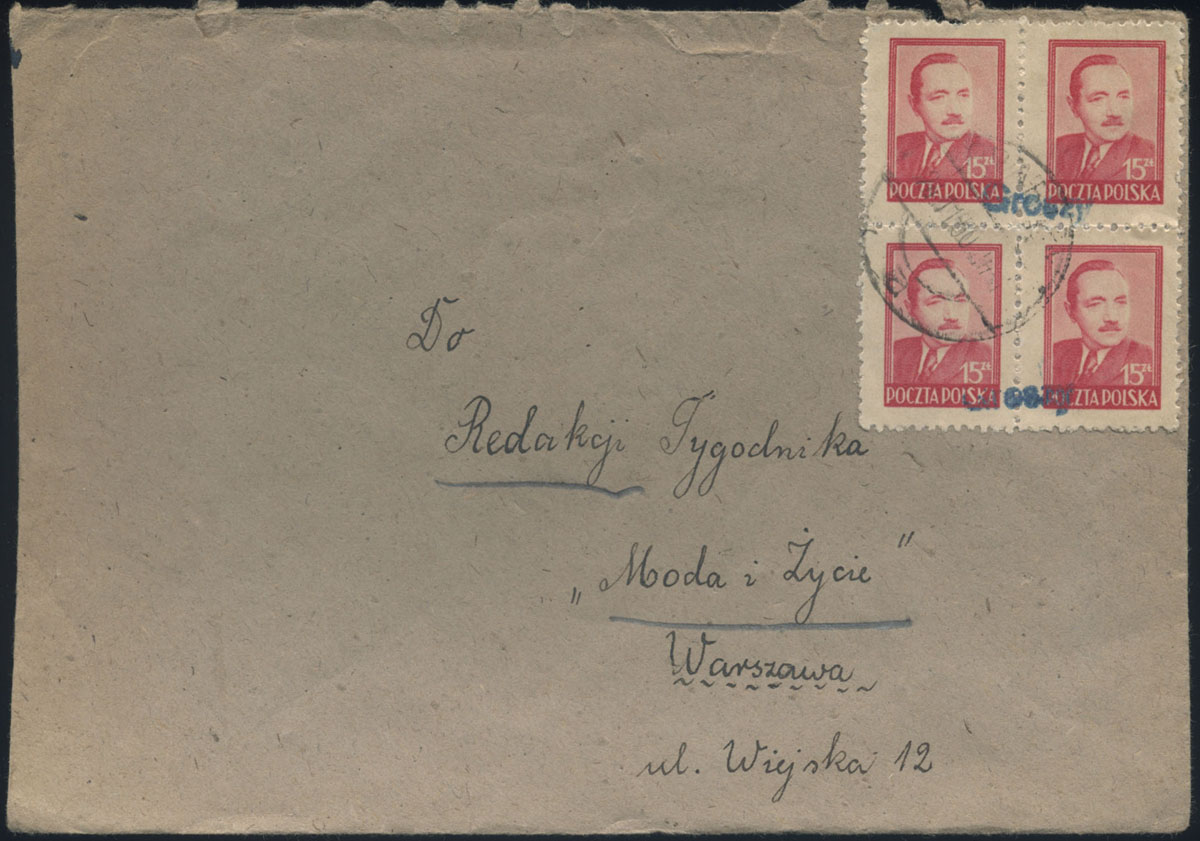 15zł 15zł
POCZTA POLSKA POCZTA POLSKA
Groszy
15zł 15zł
POCZTA POLSKA POCZTA POLSKA
Groszy
Do
Redakcji Tygodnika
„Moda i Życie”
Warszawa
ul. Wiejska 12